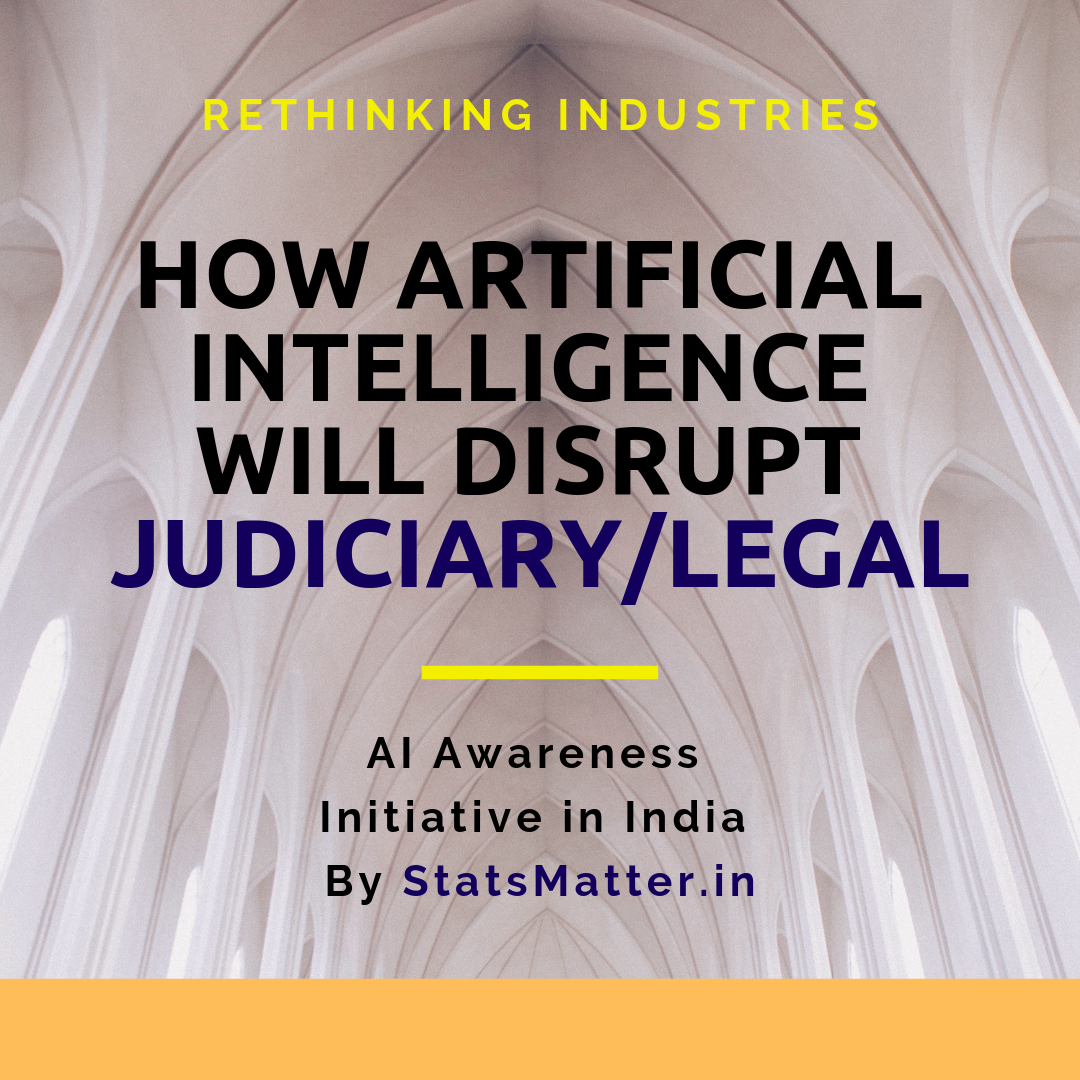 RETHINKING INDUSTRIES
HOW ARTIFICIAL
INTELLIGENCE
WILL DISRUPT
JUDICIARY/LEGAL
AI Awareness
Initiative in India
By StatsMatter.in